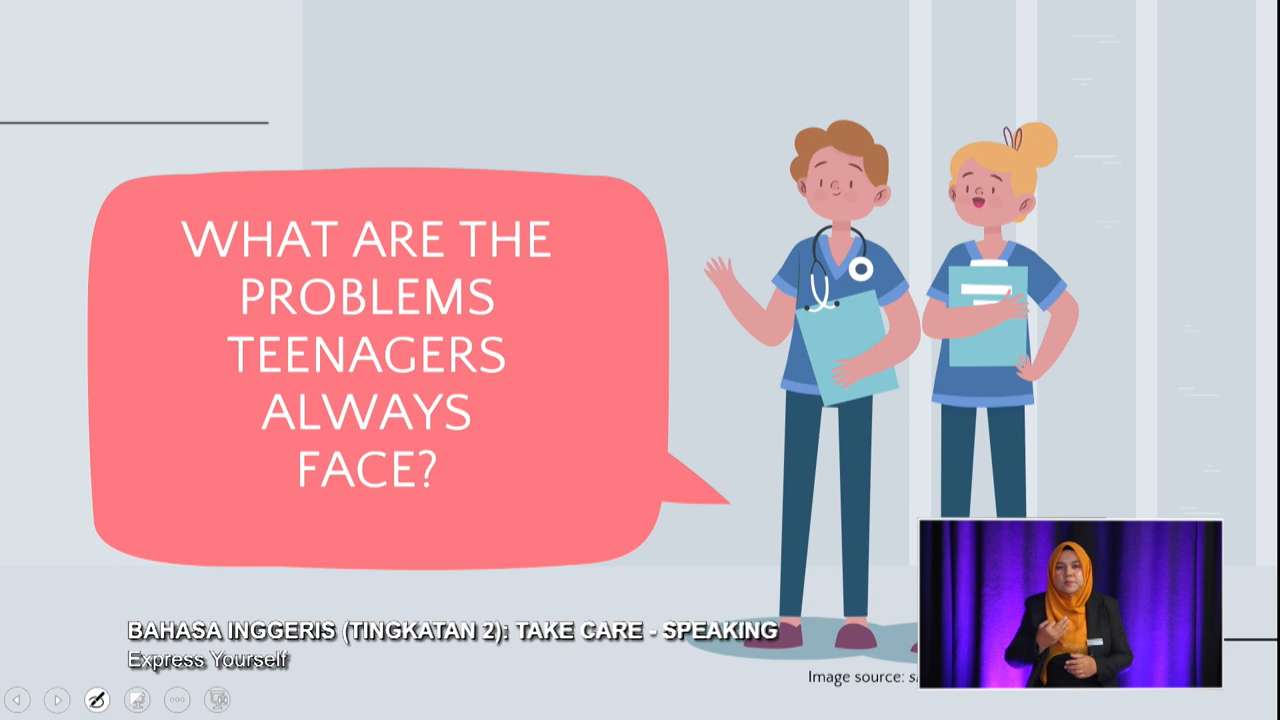 WHAT ARE THE
PROBLEMS
TEENAGERS
ALWAYS
FACE?
BAHASA INGGERIS (TINGKATAN 2): TAKE CARE - SPEAKING
Express Yourself
Image source: